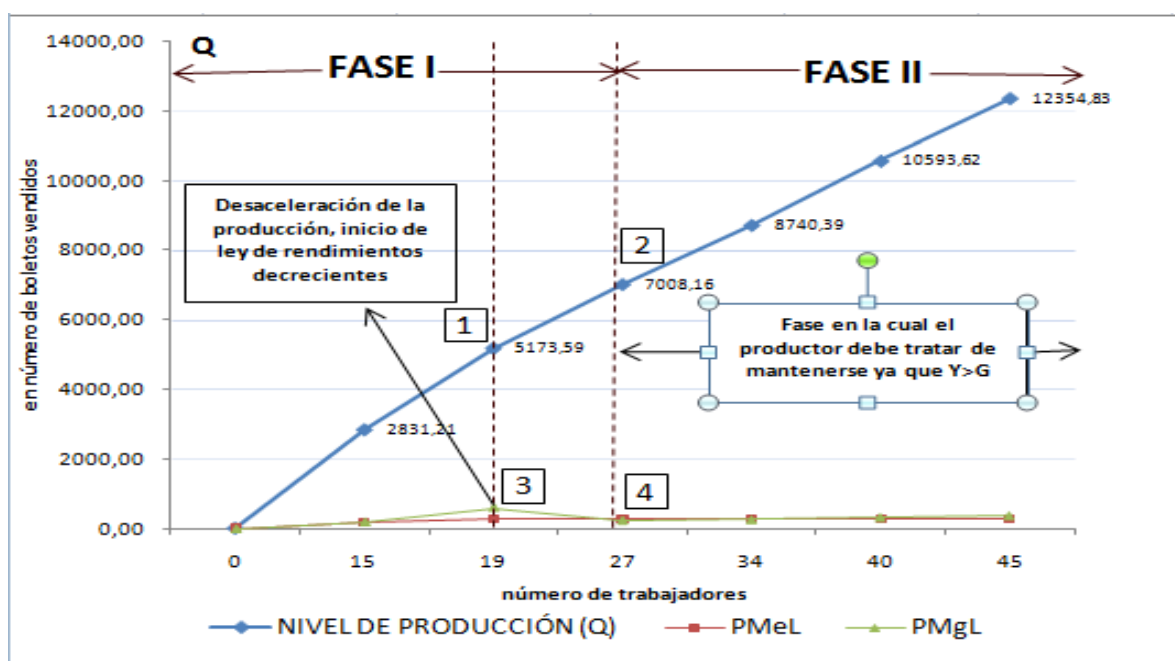 14000,00
12000,00
10000,00
8000,00
6000,00
4000,00
2000,00
0,00
en número de boletos vendidos
Q
FASE I
FASE II
Desaceleración de la
producción, inicio de
ley de rendimientos
decrecientes
1
2
3
4
2831,21
5173,59
7008,16
8740,39
10593,62
12354,83
Fase en la cual el
productor debe tratar de
mantenerse ya que Y>G
0 15 19 27 34 40 45
número de trabajadores
NIVEL DE PRODUCCIÓN (Q) PMeL PMgL